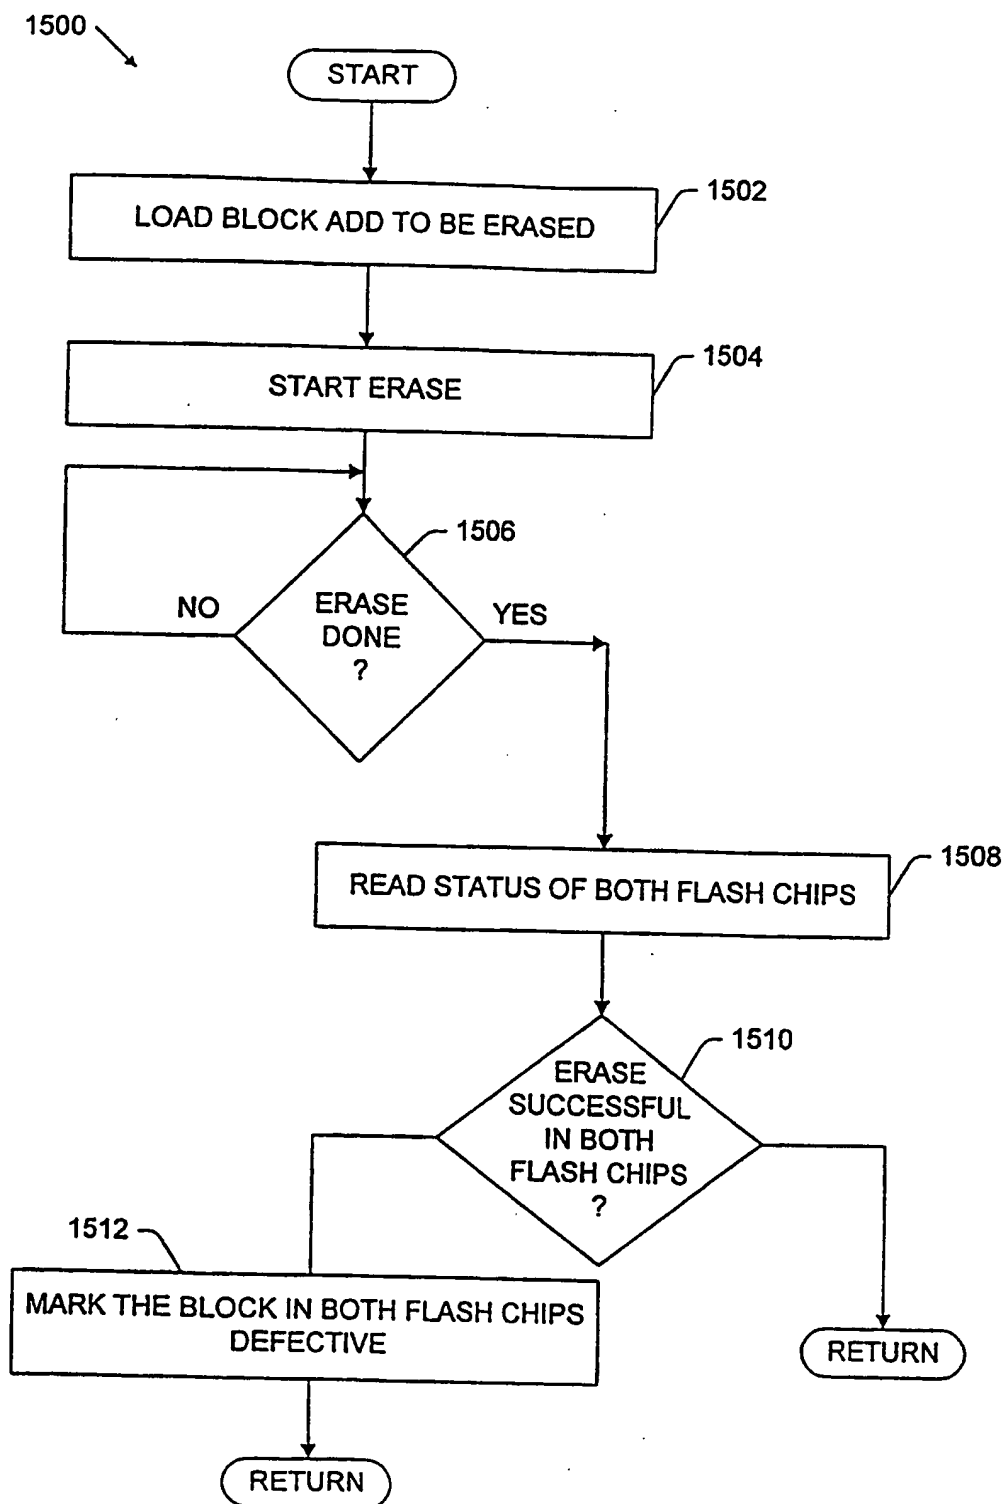 1500
START
1502
LOAD BLOCK ADD TO BE ERASED
1504
START ERASE
1506
ERASE
DONE
?
NO
YES
1508
READ STATUS OF BOTH FLASH CHIPS
1510
ERASE
SUCCESSFUL
IN BOTH
FLASH CHIPS
?
1512
MARK THE BLOCK IN BOTH FLASH CHIPS
DEFECTIVE
RETURN
RETURN